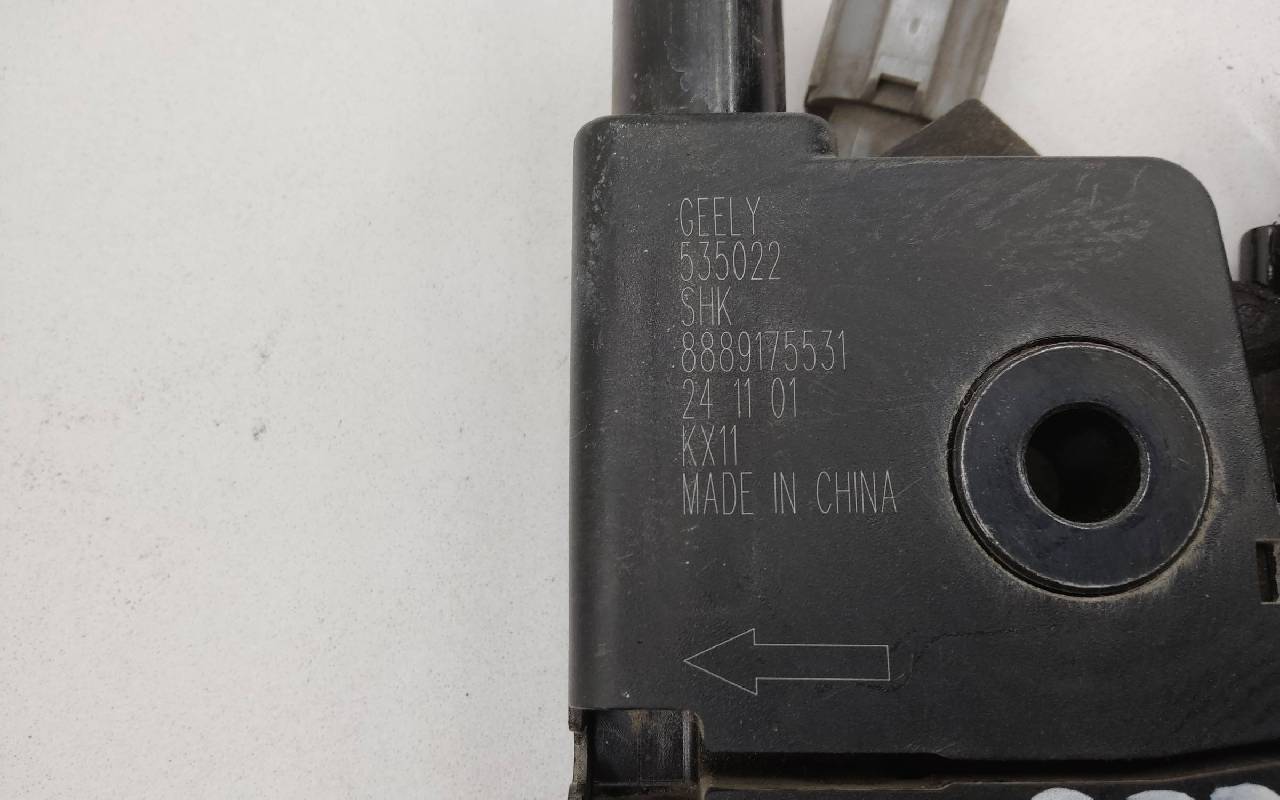 GEELY
535022
SHK
8889175531
24 11 01
KX11
MADE IN CHINA